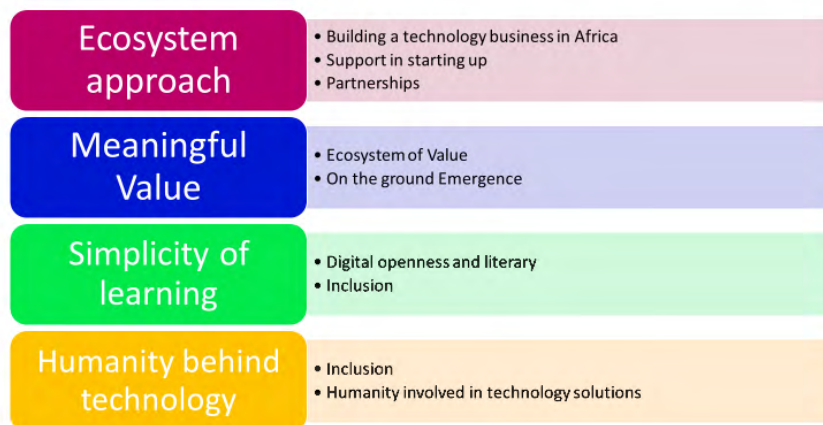 Ecosystem
approach
• Building a technology business in Africa
• Support in starting up
• Partnerships
Meaningful
Value
• Ecosystem of Value
• On the ground Emergence
Simplicity of
learning
• Digital openness and literary
• Inclusion
Humanity behind
technology
• Inclusion
• Humanity involved in technology solutions